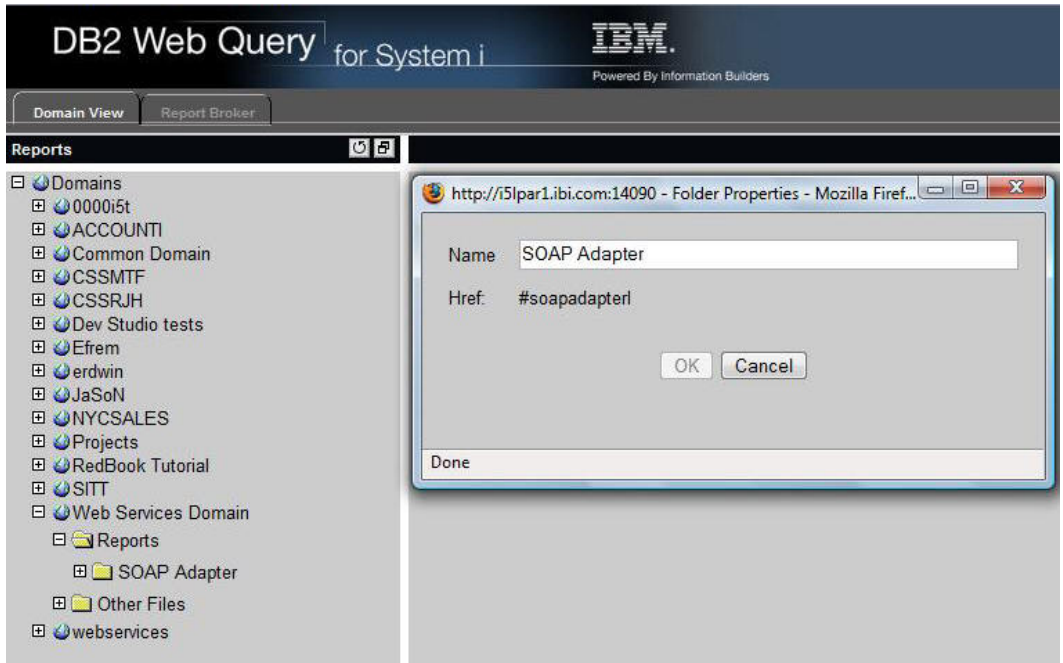 DB2 Web Query for System i
IBM.
Powered By Information Builders
Domain View
Report Broker
Reports
Domains
0000i5t
ACCOUNTI
Common Domain
CSSMTF
CSSRJH
Dev Studio tests
Efrem
erdwin
JaSoN
NYCSALES
Projects
RedBook Tutorial
SITT
Web Services Domain
Reports
SOAP Adapter
Other Files
webservices
http://i5lpar1.ibi.com:14090 - Folder Properties - Mozilla Firef...
Name SOAP Adapter
Href: #soapadapterl
OK Cancel
Done